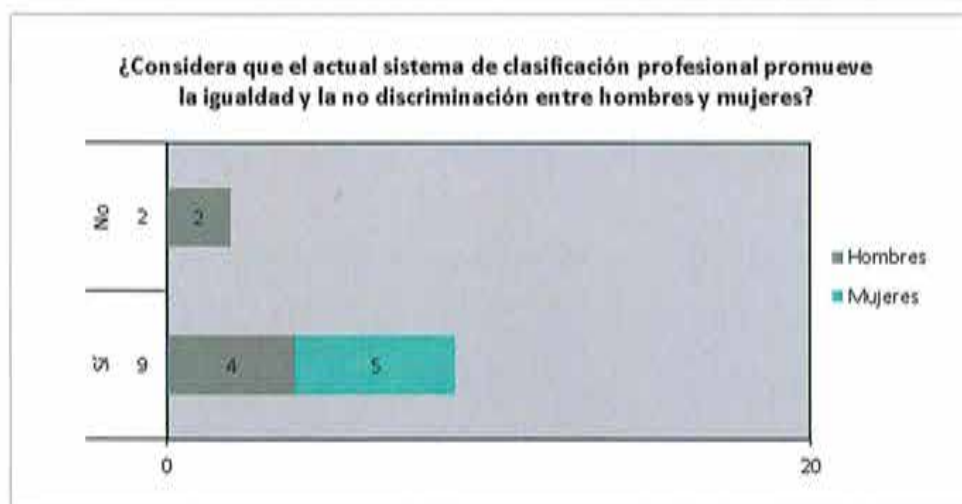 ¿Considera que el actual sistema de clasificación profesional promueve
la igualdad y la no discriminación entre hombres y mujeres?
No 2 2
Sí 9 4 5
Hombres
Mujeres
0 20